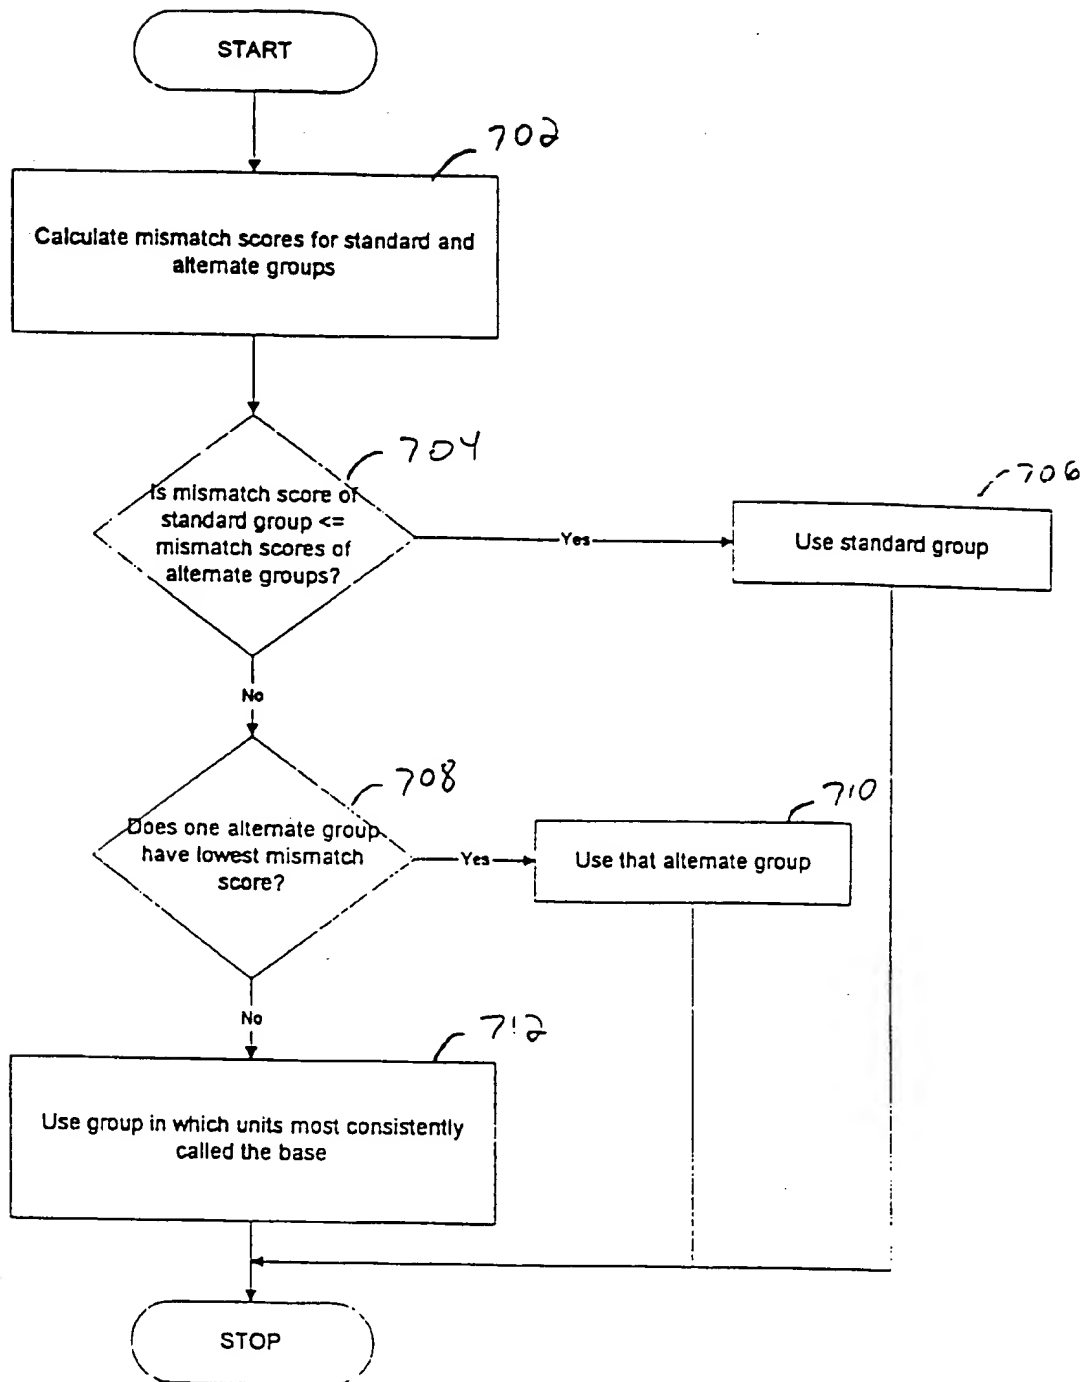 START
702
Calculate mismatch scores for standard and
alternate groups
704
Is mismatch score of
standard group <=
mismatch scores of
alternate groups?
Yes
706
Use standard group
No
708
Does one alternate group
have lowest mismatch
score?
Yes
710
Use that alternate group
No
712
Use group in which units most consistently
called the base
STOP